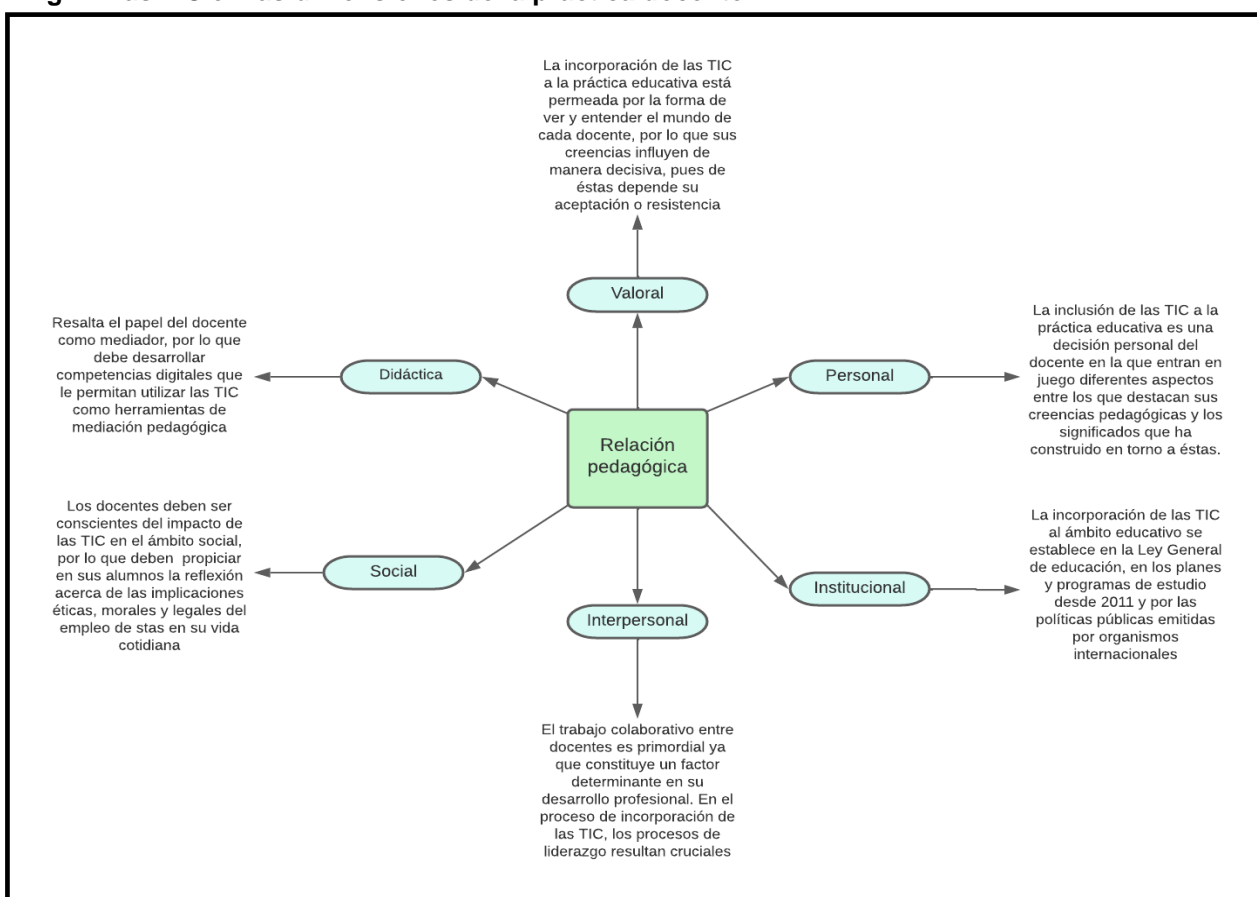 La incorporación de las TIC
a la práctica educativa está
permeada por la forma de
ver y entender el mundo de
cada docente, por lo que sus
creencias influyen de
manera decisiva, pues de
éstas depende su
aceptación o resistencia
Valoral
Resalta el papel del docente
como mediador, por lo que
debe desarrollar
competencias digitales que
le permitan utilizar las TIC
como herramientas de
mediación pedagógica
Didáctica
Personal
La inclusión de las TIC a la
práctica educativa es una
decisión personal del
docente en la que entran en
juego diferentes aspectos
entre los que destacan sus
creencias pedagógicas y los
significados que ha
construido en torno a éstas.
Relación
pedagógica
Los docentes deben ser
conscientes del impacto de
las TIC en el ámbito social,
por lo que deben propiciar
en sus alumnos la reflexión
acerca de las implicaciones
éticas, morales y legales del
empleo de stas en su vida
cotidiana
Social
Interpersonal
Institucional
La incorporación de las TIC
al ámbito educativo se
establece en la Ley General
de educación, en los planes
y programas de estudio
desde 2011 y por las
políticas públicas emitidas
por organismos
internacionales
El trabajo colaborativo entre
docentes es primordial ya
que constituye un factor
determinante en su
desarrollo profesional. En el
proceso de incorporación de
las TIC, los procesos de
liderazgo resultan cruciales